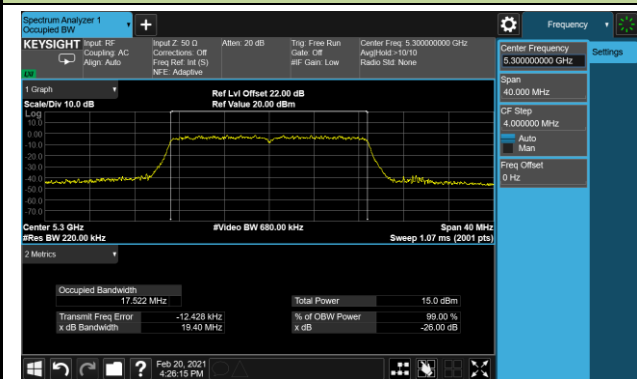 Spectrum Analyzer 1
Occupied BW
Frequency
KEYSIGHT
Input: RF
Coupling: AC
Align: Auto
Input Z: 50 Ω
Corrections: Off
Freq Ref: Int (S)
NFE: Adaptive
Atten: 20 dB
Trig: Free Run
Gate: Off
#IF Gain: Low
Center Freq: 5.300000000 GHz
Avg|Hold:>10/10
Radio Std: None
Center Frequency
5.300000000 GHz
Settings
Span
40.000 MHz
CF Step
4.000000 MHz
Auto
Man
Freq Offset
0 Hz
1 Graph
Scale/Div 10.0 dB
Ref Lvl Offset 22.00 dB
Ref Value 20.00 dBm
Log
10.0
0.00
-10.0
-20.0
-30.0
-40.0
-50.0
-60.0
-70.0
Center 5.3 GHz
#Video BW 680.00 kHz
Span 40 MHz
#Res BW 220.00 kHz
Sweep 1.07 ms (2001 pts)
2 Metrics
Occupied Bandwidth
17.522 MHz
Total Power 15.0 dBm
Transmit Freq Error -12.428 kHz
% of OBW Power 99.00 %
x dB Bandwidth 19.40 MHz
x dB -26.00 dB
?
Feb 20, 2021
4:26:15 PM